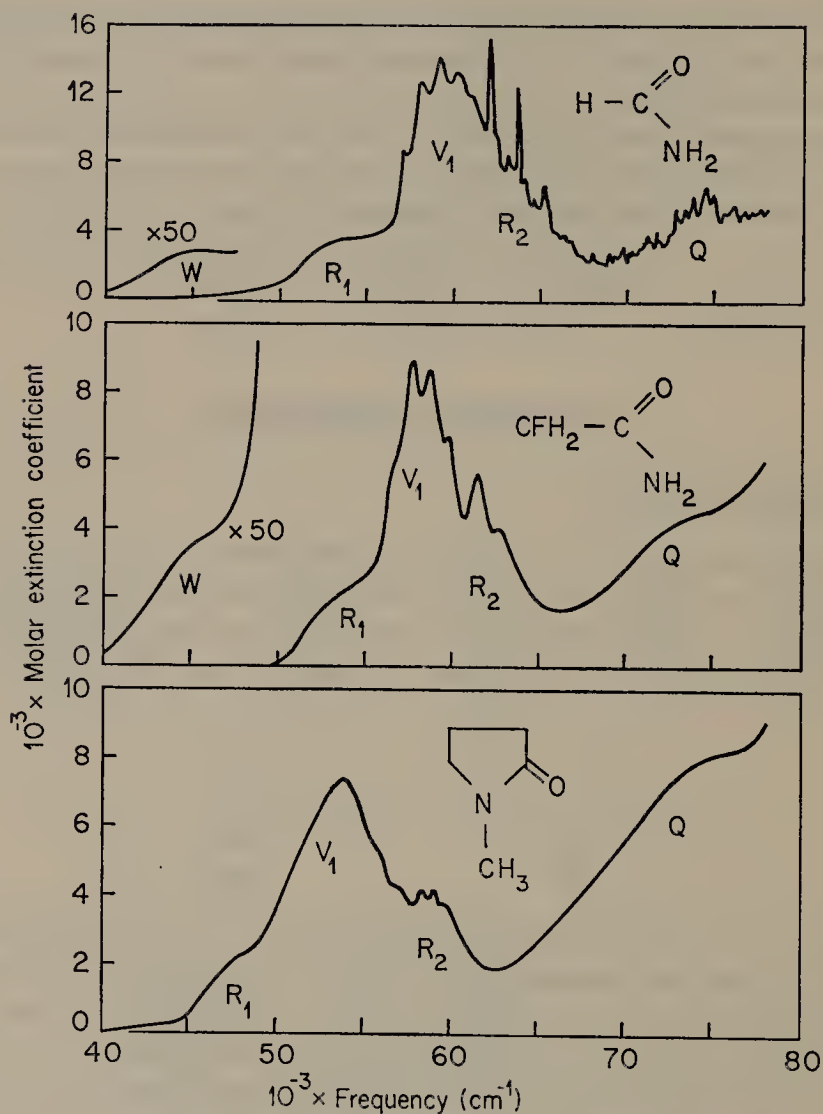 10⁻³ × Molar extinction coefficient
16
12
8
4
0
×50
W
R₁
V₁
R₂
Q
H — C
O
NH₂
10
8
6
4
2
0
W
×50
R₁
V₁
R₂
Q
CFH₂ — C
O
NH₂
10
8
6
4
2
0
R₁
V₁
R₂
Q
N
O
CH₃
40 50 60 70 80
10⁻³ × Frequency (cm⁻¹)